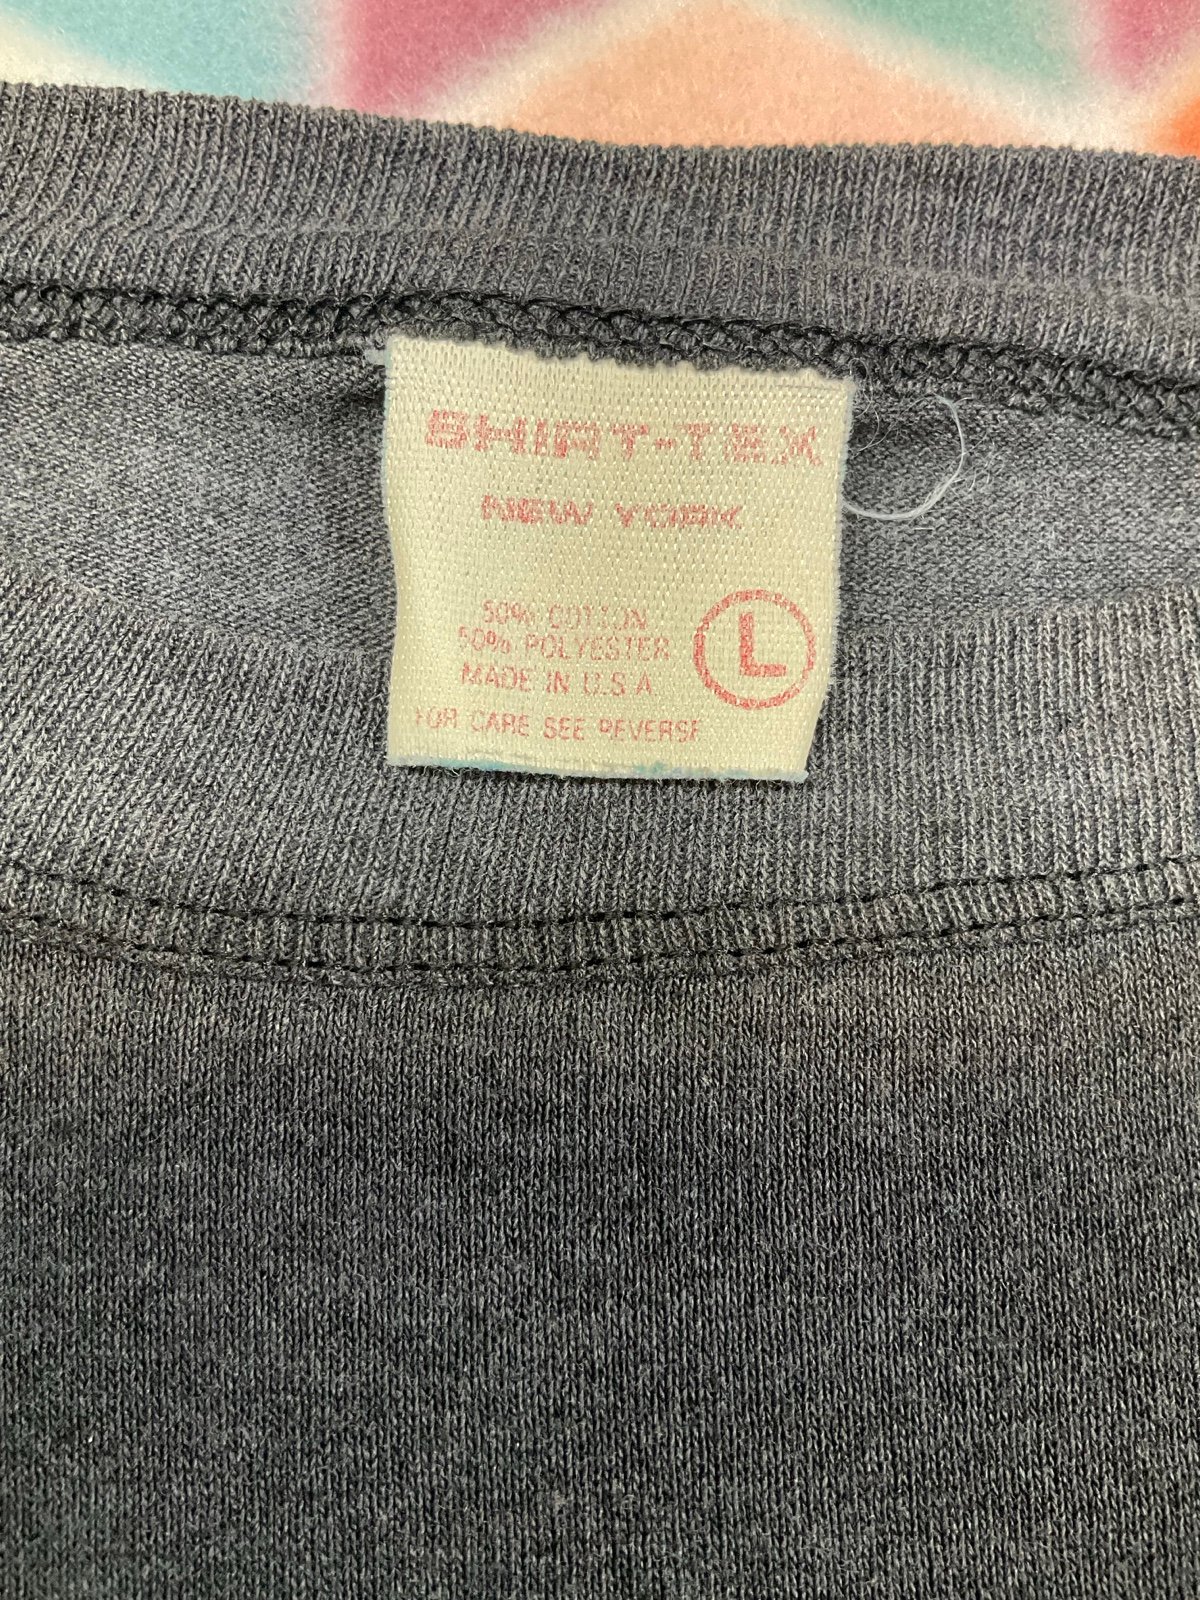 SHIRT-TEX
NEW YORK
50% COTTON
50% POLYESTER
MADE IN U.S.A.
L
FOR CARE SEE REVERSE